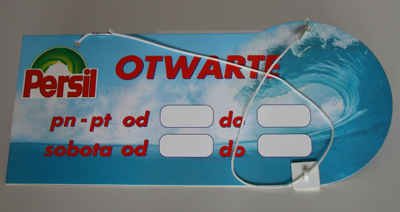 Persil
OTWARTE
pn-pt od do
sobota od do